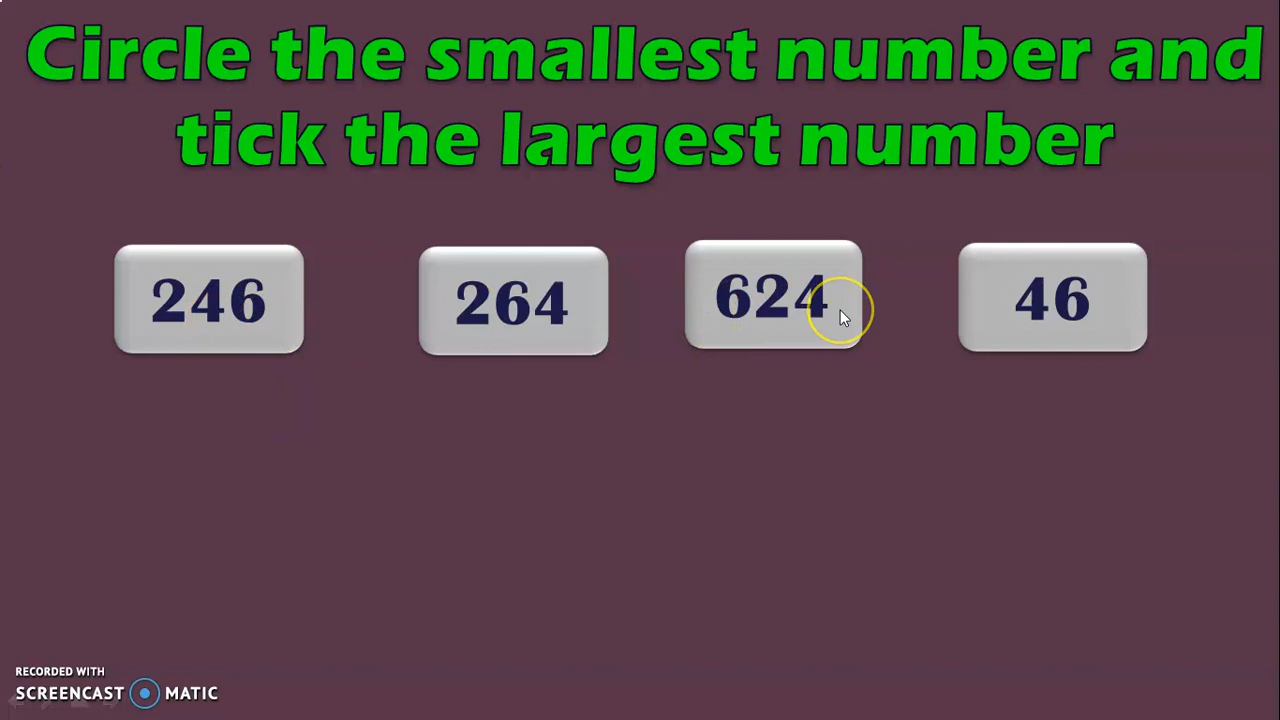 Circle the smallest number and
tick the largest number
246 264 624 46
RECORDED WITH
SCREENCAST MATIC